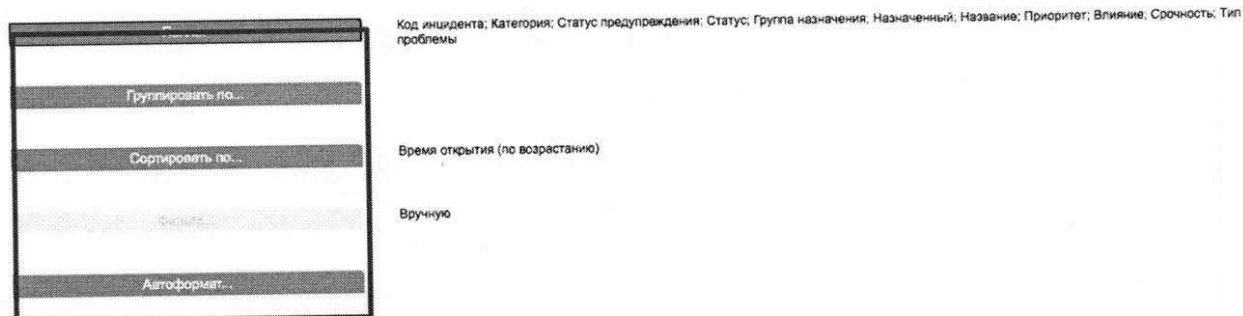 Код инцидента; Категория; Статус предупреждения; Статус; Группа назначения; Назначенный; Название; Приоритет; Влияние; Срочность; Тип
проблемы
Группировать по...
Сортировать по...
Время открытия (по возрастанию)
Вручную
Автоформат...